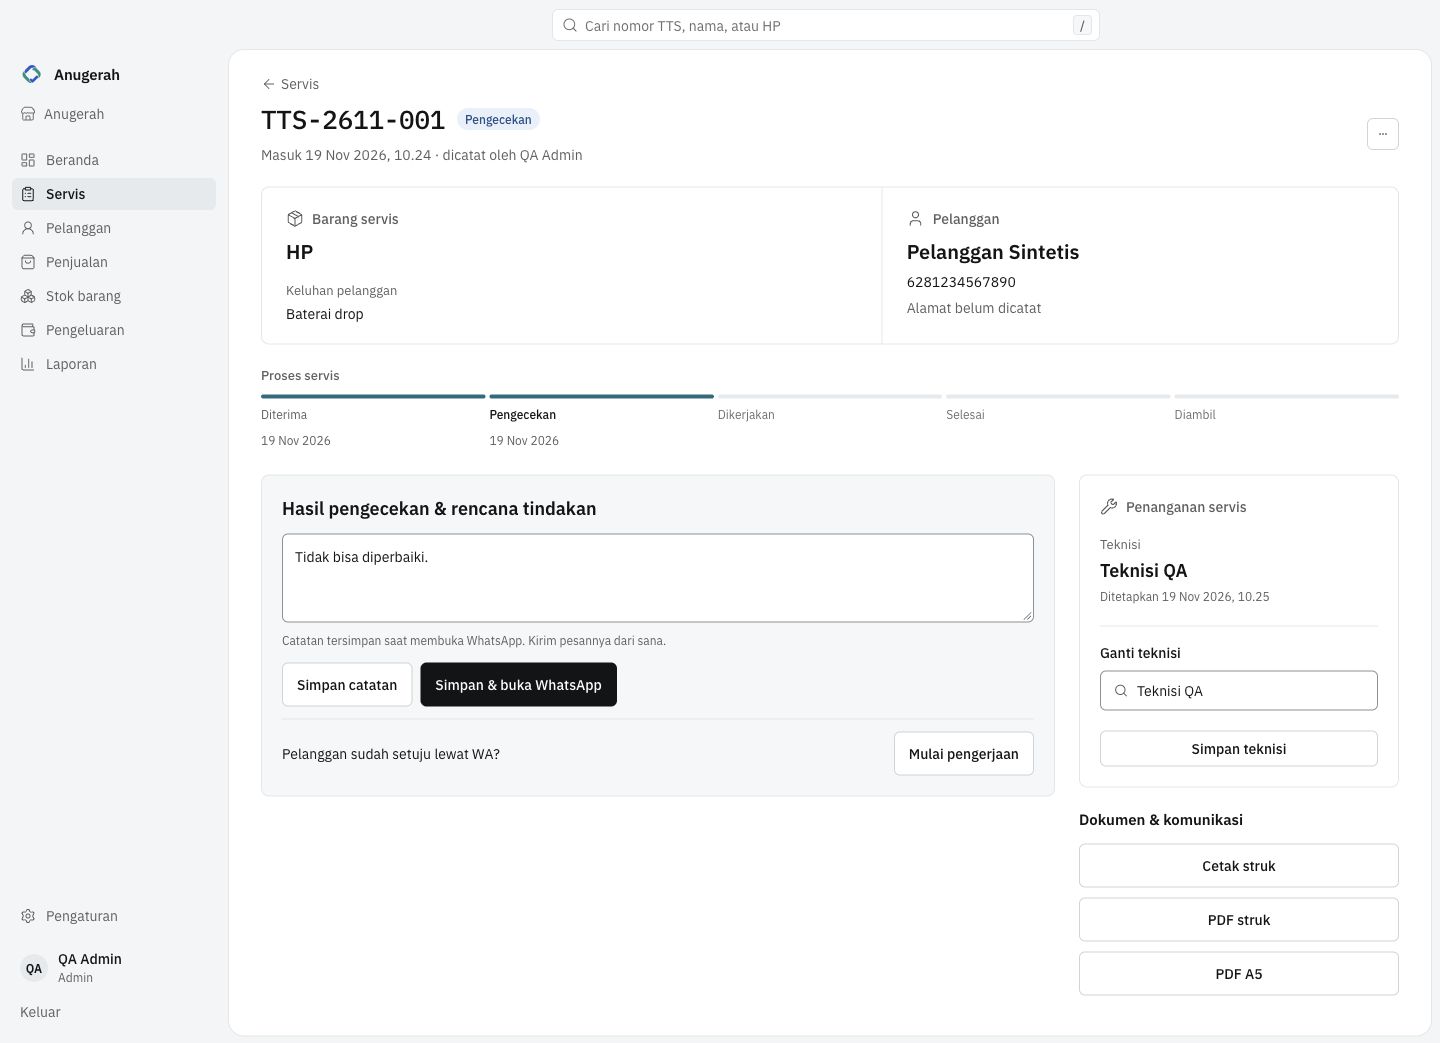 Cari nomor TTS, nama, atau HP
/
Anugerah
Anugerah
Beranda
Servis
Pelanggan
Penjualan
Stok barang
Pengeluaran
Laporan
Pengaturan
QA
QA Admin
Admin
Keluar
← Servis
TTS-2611-001
Pengecekan
...
Masuk 19 Nov 2026, 10.24 · dicatat oleh QA Admin
Barang servis
HP
Keluhan pelanggan
Baterai drop
Pelanggan
Pelanggan Sintetis
6281234567890
Alamat belum dicatat
Proses servis
Diterima
19 Nov 2026
Pengecekan
19 Nov 2026
Dikerjakan
Selesai
Diambil
Hasil pengecekan & rencana tindakan
Tidak bisa diperbaiki.
Catatan tersimpan saat membuka WhatsApp. Kirim pesannya dari sana.
Simpan catatan
Simpan & buka WhatsApp
Pelanggan sudah setuju lewat WA?
Mulai pengerjaan
Penanganan servis
Teknisi
Teknisi QA
Ditetapkan 19 Nov 2026, 10.25
Ganti teknisi
Teknisi QA
Simpan teknisi
Dokumen & komunikasi
Cetak struk
PDF struk
PDF A5